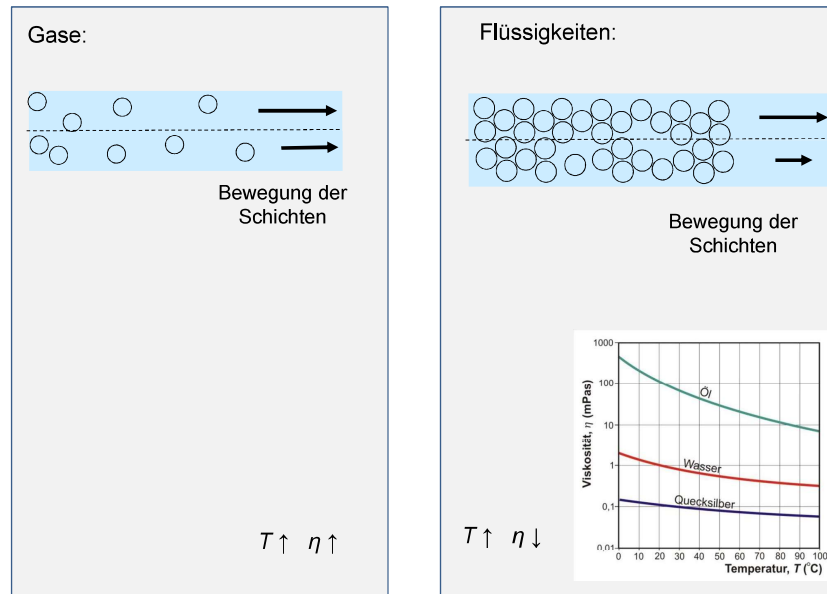 Gase:
Bewegung der
Schichten
T ↑ η ↑
Flüssigkeiten:
Bewegung der
Schichten
T ↑ η ↓
Viskosität, η (mPas)
1000
100
10
1
0,1
0,01
Öl
Wasser
Quecksilber
0 10 20 30 40 50 60 70 80 90 100
Temperatur, T (°C)